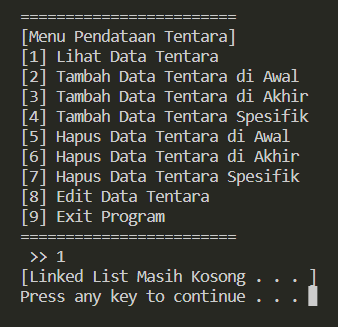 ========================
[Menu Pendataan Tentara]
[1] Lihat Data Tentara
[2] Tambah Data Tentara di Awal
[3] Tambah Data Tentara di Akhir
[4] Tambah Data Tentara Spesifik
[5] Hapus Data Tentara di Awal
[6] Hapus Data Tentara di Akhir
[7] Hapus Data Tentara Spesifik
[8] Edit Data Tentara
[9] Exit Program
========================
>> 1
[Linked List Masih Kosong . . . ]
Press any key to continue . . .